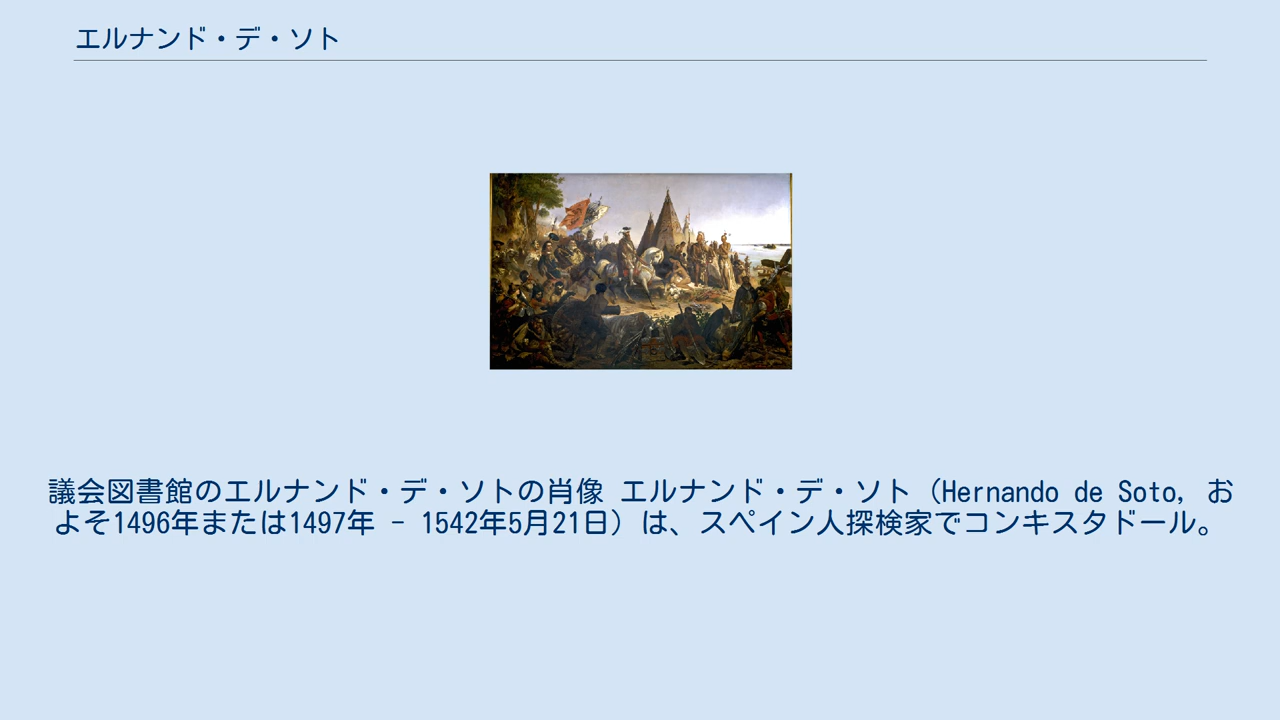 エルナンド・デ・ソト
議会図書館のエルナンド・デ・ソトの肖像 エルナンド・デ・ソト（Hernando de Soto, お
よそ1496年または1497年 - 1542年5月21日）は、スペイン人探検家でコンキスタドール。